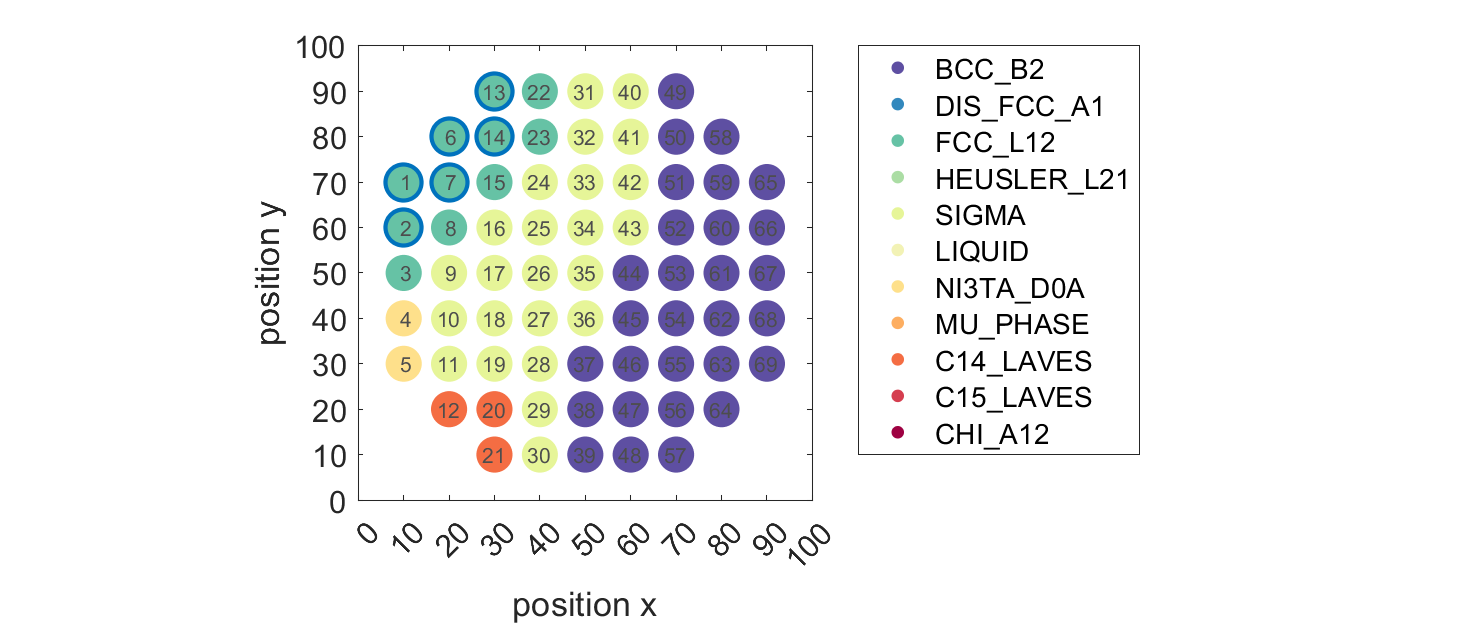 100
90 13 22 31 40 49
80 6 14 23 32 41 50 58
70 1 7 15 24 33 42 51 59 65
60 2 8 16 25 34 43 52 60 66
50 3 9 17 26 35 44 53 61 67
40 4 10 18 27 36 45 54 62 68
30 5 11 19 28 37 46 55 63 69
20 12 20 29 38 47 56 64
10 21 30 39 48 57
0
0 10 20 30 40 50 60 70 80 90 100
position x
position y
BCC_B2
DIS_FCC_A1
FCC_L12
HEUSLER_L21
SIGMA
LIQUID
NI3TA_D0A
MU_PHASE
C14_LAVES
C15_LAVES
CHI_A12